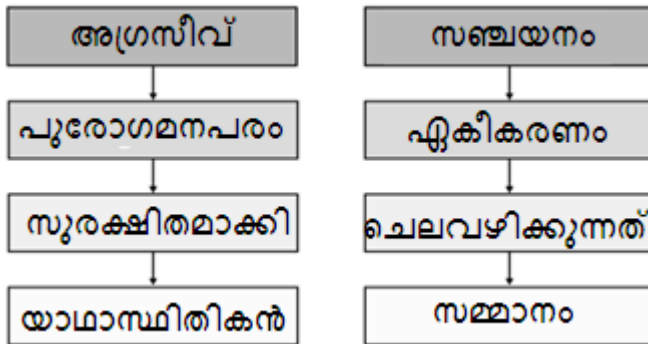 അഗ്രസീവ്
പുരോഗമനപരം
സുരക്ഷിതമാക്കി
യാഥാസ്ഥിതികൻ
സഞ്ചയനം
ഏകീകരണം
ചെലവഴിക്കുന്നത്
സമ്മാനം